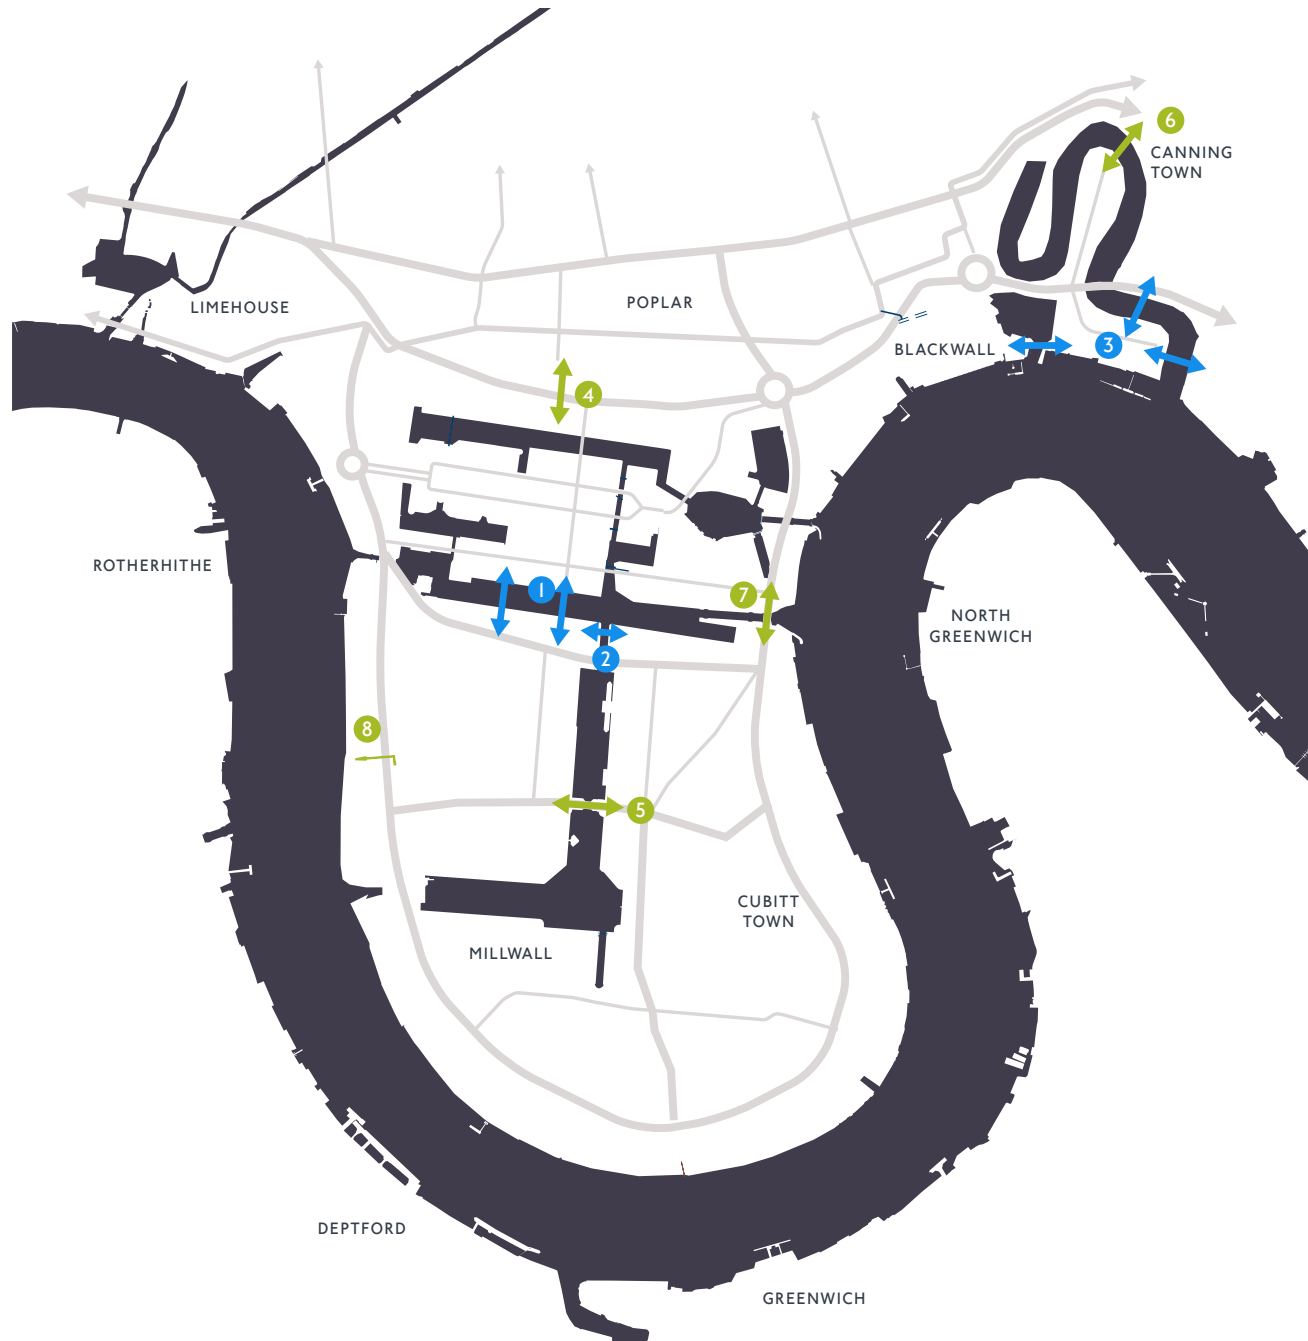 6
CANNING
TOWN
LIMEHOUSE
POPLAR
BLACKWALL
3
4
ROTHERHITHE
1
7
NORTH
GREENWICH
2
8
5
CUBITT
TOWN
MILLWALL
DEPTFORD
GREENWICH